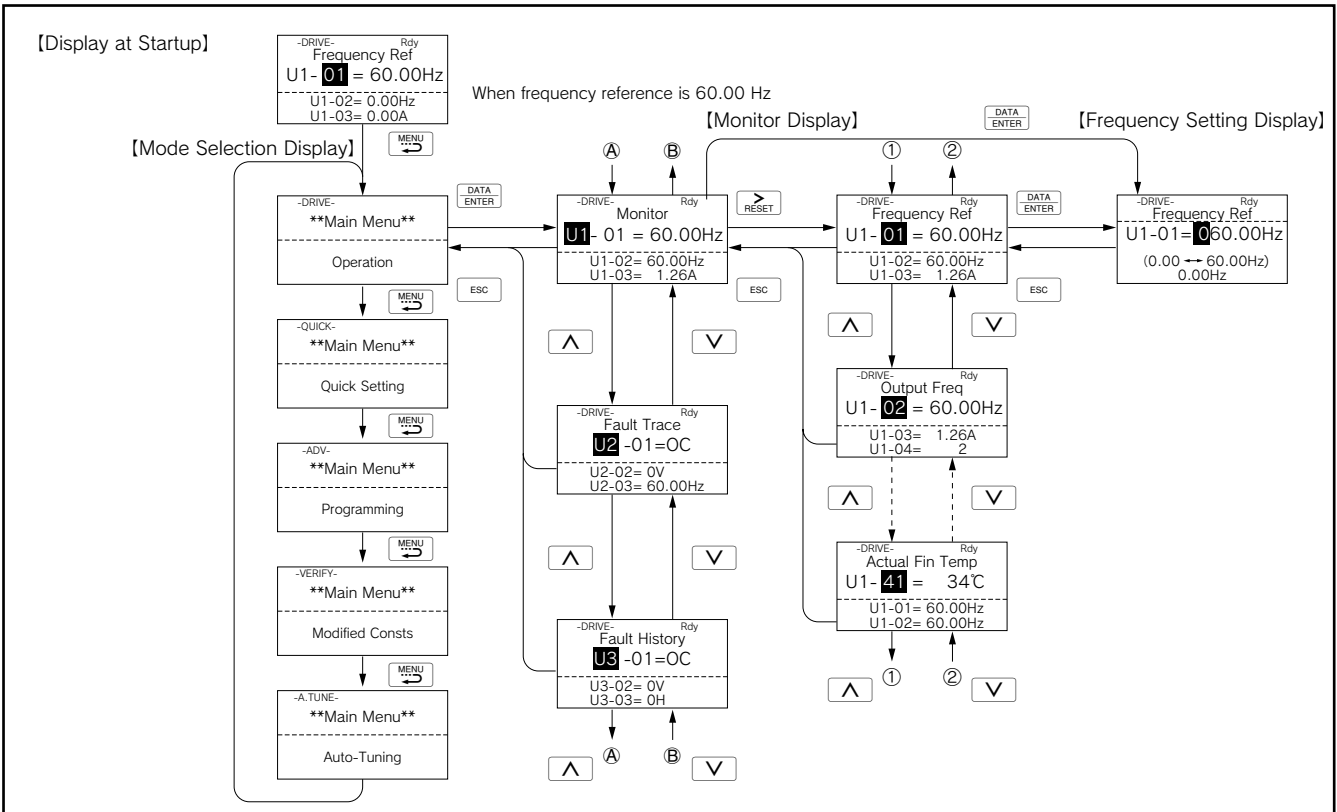 【Display at Startup】
-DRIVE- Rdy
Frequency Ref
U1- 01 = 60.00Hz
U1-02= 0.00Hz
U1-03= 0.00A
When frequency reference is 60.00 Hz
MENU
【Mode Selection Display】
-DRIVE-
**Main Menu**
Operation
MENU
-QUICK-
**Main Menu**
Quick Setting
MENU
-ADV-
**Main Menu**
Programming
MENU
-VERIFY-
**Main Menu**
Modified Consts
MENU
-A.TUNE-
**Main Menu**
Auto-Tuning
DATA
ENTER
ESC
【Monitor Display】
Ⓐ Ⓑ
-DRIVE- Rdy
Monitor
U1- 01 = 60.00Hz
U1-02= 60.00Hz
U1-03= 1.26A
∧ ∨
-DRIVE- Rdy
Fault Trace
U2 -01=OC
U2-02= 0V
U2-03= 60.00Hz
∧ ∨
-DRIVE- Rdy
Fault History
U3 -01=OC
U3-02= 0V
U3-03= 0H
∧ Ⓐ Ⓑ ∨
>
RESET
ESC
① ②
-DRIVE- Rdy
Frequency Ref
U1- 01 = 60.00Hz
U1-02= 60.00Hz
U1-03= 1.26A
∧ ∨
-DRIVE- Rdy
Output Freq
U1- 02 = 60.00Hz
U1-03= 1.26A
U1-04= 2
∧ ∨
-DRIVE- Rdy
Actual Fin Temp
U1- 41 = 34℃
U1-01= 60.00Hz
U1-02= 60.00Hz
∧ ① ② ∨
DATA
ENTER
DATA
ENTER
ESC
【Frequency Setting Display】
-DRIVE- Rdy
Frequency Ref
U1-01= 060.00Hz
(0.00 ↔ 60.00Hz)
0.00Hz